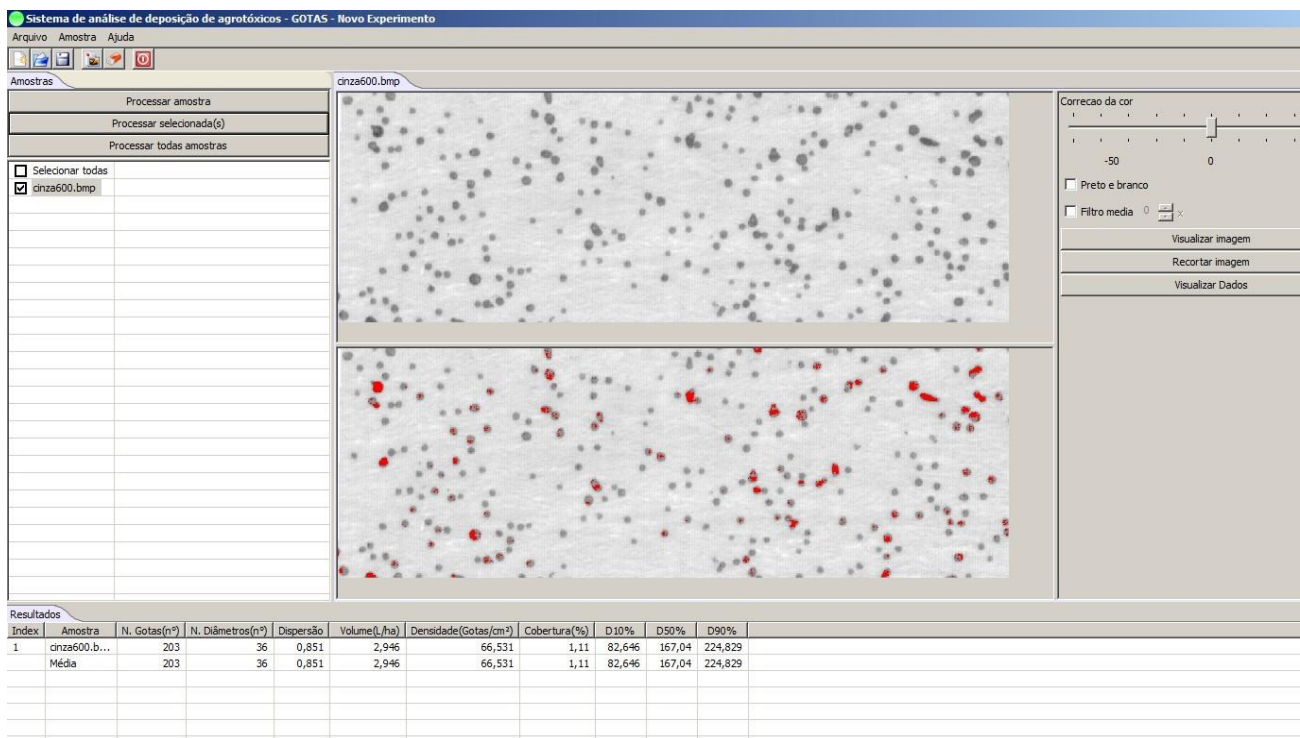 Sistema de análise de deposição de agrotóxicos - GOTAS - Novo Experimento
Arquivo Amostra Ajuda
Amostras
cinza600.bmp
Processar amostra
Processar selecionada(s)
Processar todas amostras
Selecionar todas
cinza600.bmp
Correcao da cor
-50 0
Preto e branco
Filtro media 0 x
Visualizar imagem
Recortar imagem
Visualizar Dados
Resultados
Index Amostra N. Gotas(nº) N. Diâmetros(nº) Dispersão Volume(L/ha) Densidade(Gotas/cm²) Cobertura(%) D10% D50% D90%
1 cinza600.b... 203 36 0,851 2,946 66,531 1,11 82,646 167,04 224,829
Média 203 36 0,851 2,946 66,531 1,11 82,646 167,04 224,829